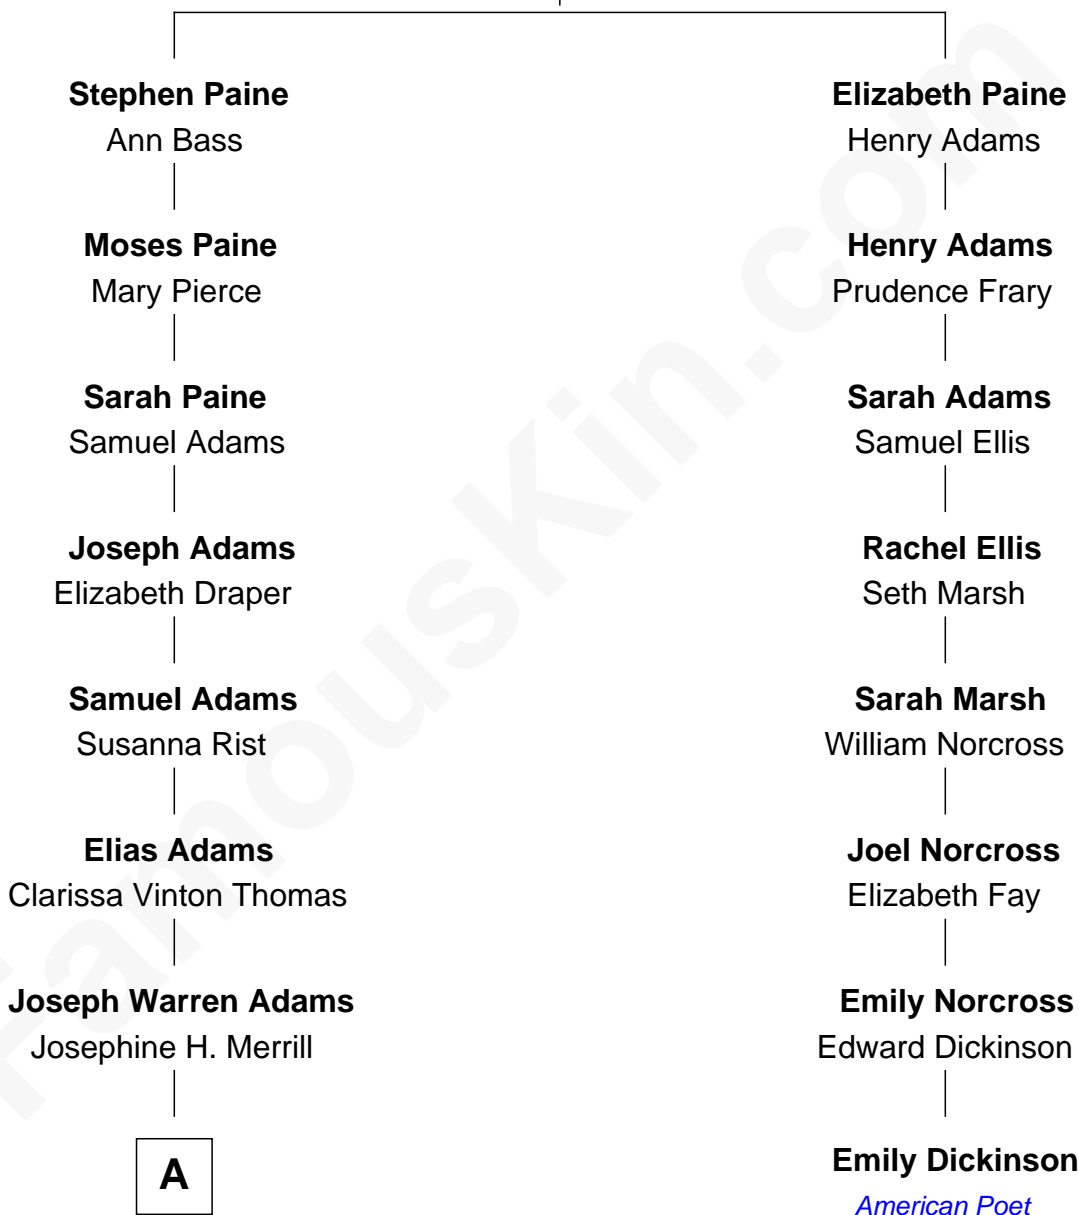 Stephen Paine
Ann Bass
Moses Paine
Mary Pierce
Sarah Paine
Samuel Adams
Joseph Adams
Elizabeth Draper
Samuel Adams
Susanna Rist
Elias Adams
Clarissa Vinton Thomas
Joseph Warren Adams
Josephine H. Merrill
A
Elizabeth Paine
Henry Adams
Henry Adams
Prudence Frary
Sarah Adams
Samuel Ellis
Rachel Ellis
Seth Marsh
Sarah Marsh
William Norcross
Joel Norcross
Elizabeth Fay
Emily Norcross
Edward Dickinson
Emily Dickinson
American Poet
FamousKin.com